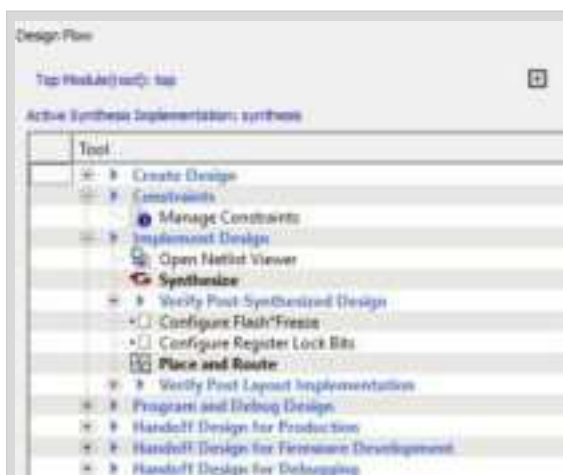 Design Flow
Top Module(root): top
Active Synthesis Implementation: synthesis
Tool
Create Design
Constraints
Manage Constraints
Implement Design
Open Netlist Viewer
Synthesize
Verify Post-Synthesized Design
Configure Flash*Freeze
Configure Register Lock Bits
Place and Route
Verify Post Layout Implementation
Program and Debug Design
Handoff Design for Production
Handoff Design for Firmware Development
Handoff Design for Debugging